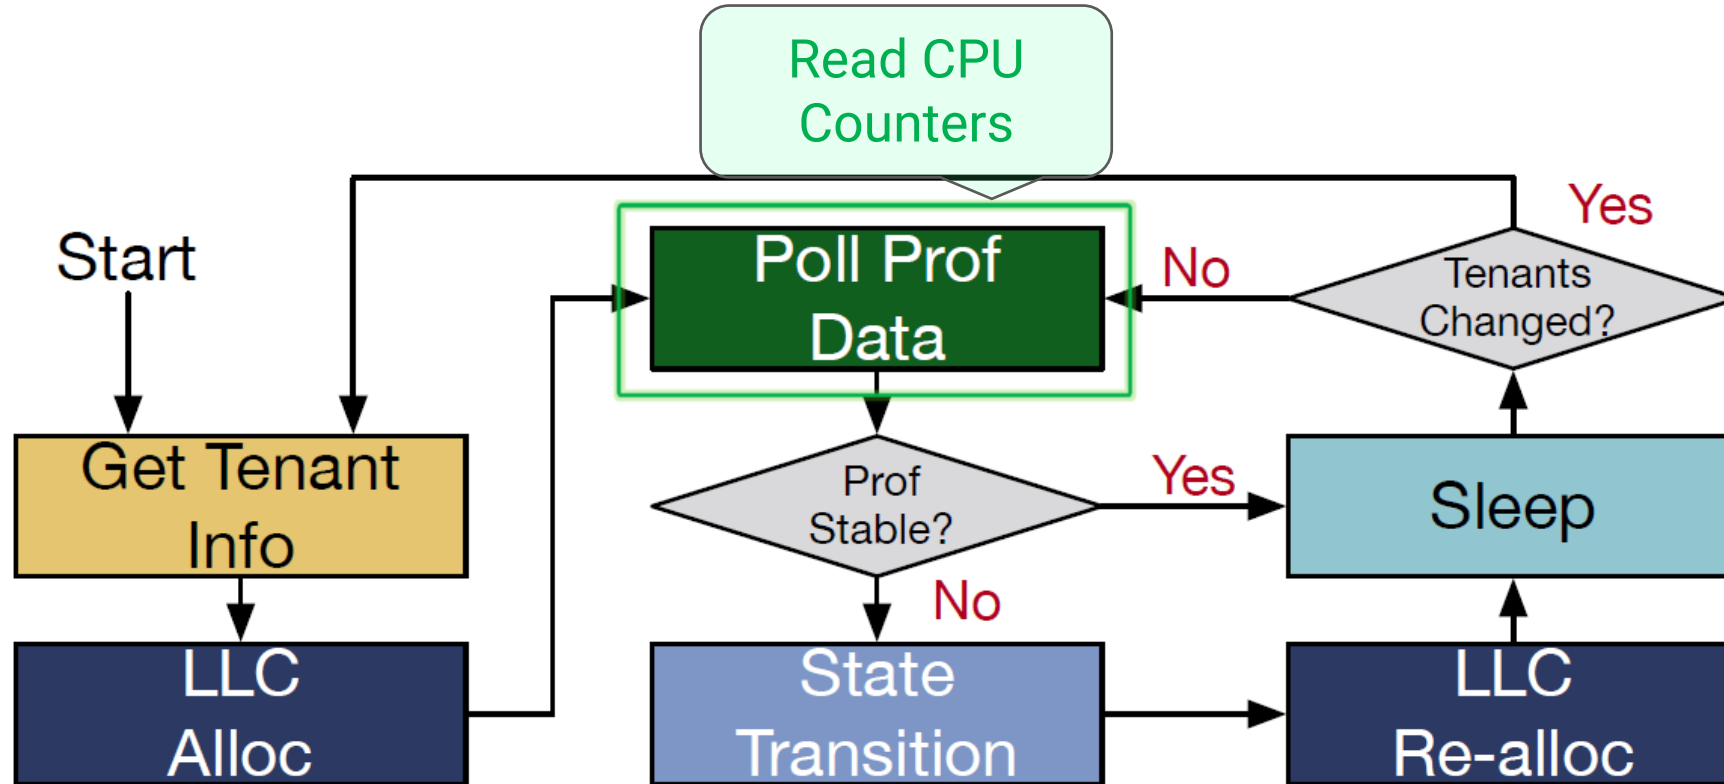 Read CPU
Counters
Start
Yes
No
Poll Prof
Data
Tenants
Changed?
Get Tenant
Info
Prof
Stable?
Yes
Sleep
No
LLC
Alloc
State
Transition
LLC
Re-alloc